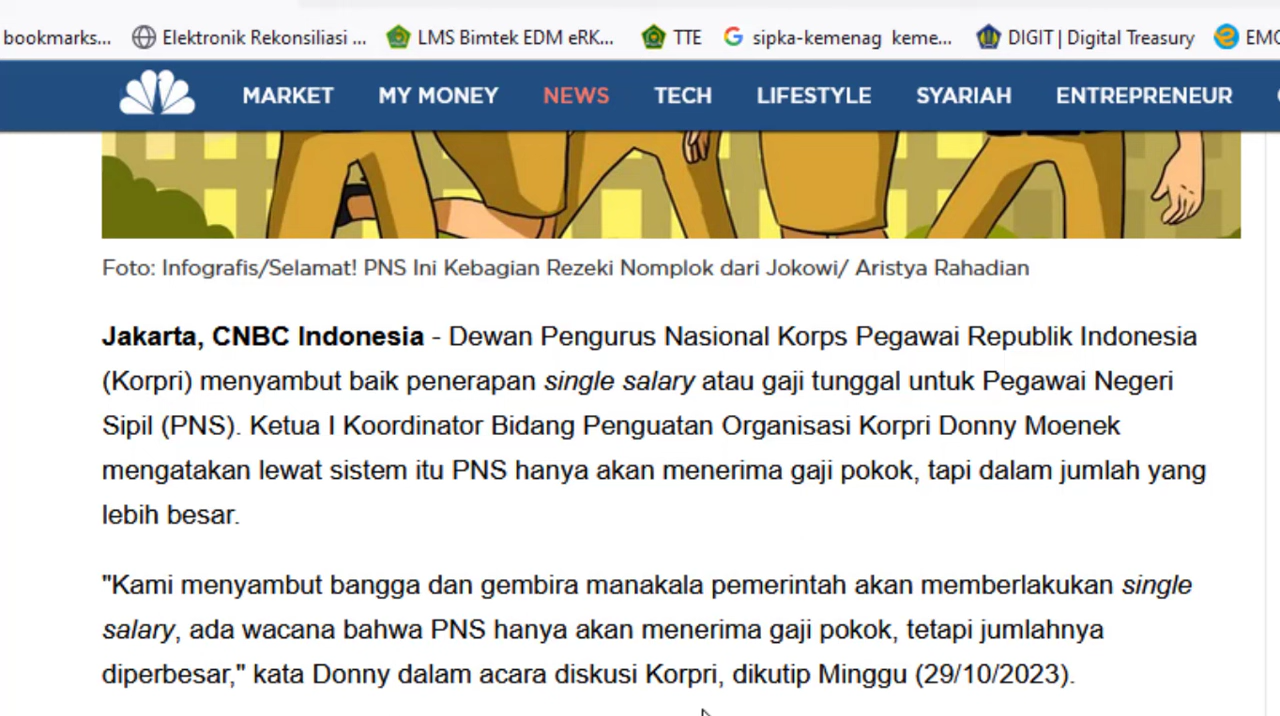 bookmarks... Elektronik Rekonsiliasi ... LMS Bimtek EDM eRK... TTE sipka-kemenag keme... DIGIT | Digital Treasury
MARKET MY MONEY NEWS TECH LIFESTYLE SYARIAH ENTREPRENEUR
Foto: Infografis/Selamat! PNS Ini Kebagian Rezeki Nomplok dari Jokowi/ Aristya Rahadian
Jakarta, CNBC Indonesia - Dewan Pengurus Nasional Korps Pegawai Republik Indonesia
(Korpri) menyambut baik penerapan single salary atau gaji tunggal untuk Pegawai Negeri
Sipil (PNS). Ketua I Koordinator Bidang Penguatan Organisasi Korpri Donny Moenek
mengatakan lewat sistem itu PNS hanya akan menerima gaji pokok, tapi dalam jumlah yang
lebih besar.
"Kami menyambut bangga dan gembira manakala pemerintah akan memberlakukan single
salary, ada wacana bahwa PNS hanya akan menerima gaji pokok, tetapi jumlahnya
diperbesar," kata Donny dalam acara diskusi Korpri, dikutip Minggu (29/10/2023).